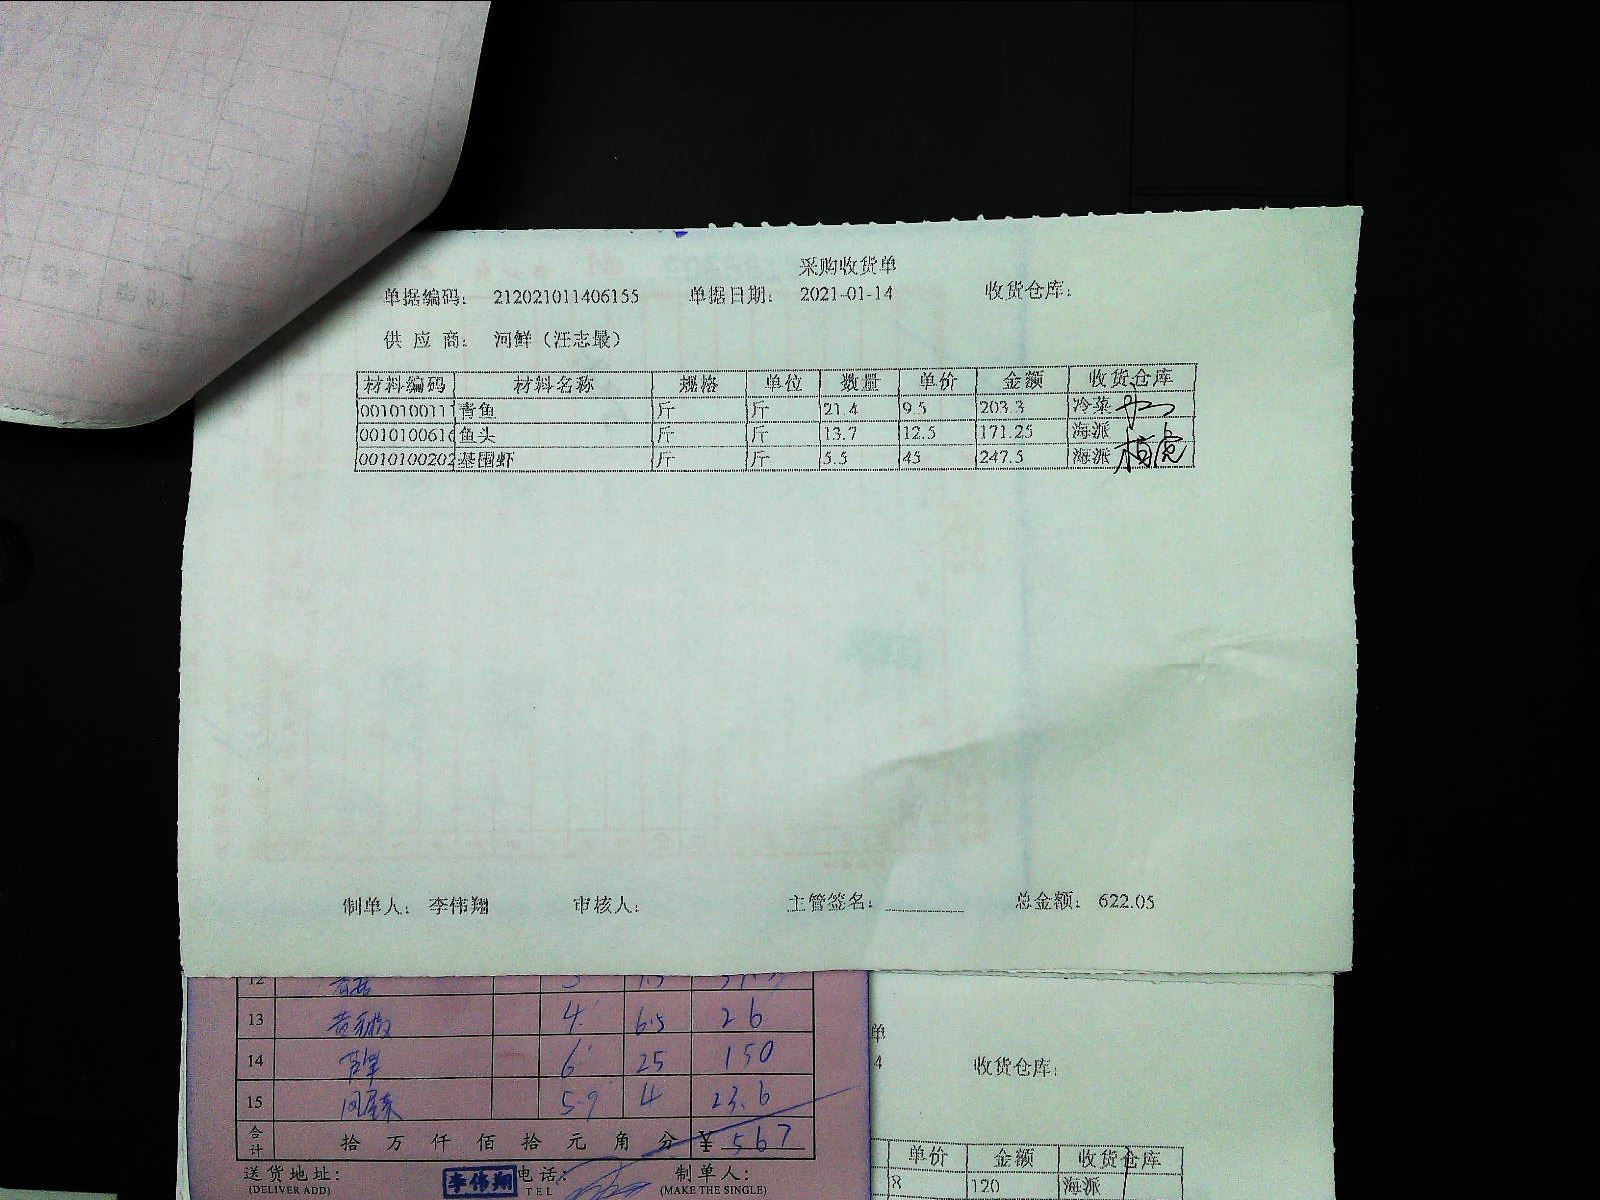 采购收货单
单据编码: 212021011406155 单据日期: 2021-01-14 收货仓库:
供应商: 河鲜(汪志最)
材料编码 材料名称 规格 单位 数量 单价 金额 收货仓库
0010100111 青鱼 斤 斤 21.4 9.5 203.3 冷菜
0010100616 鱼头 斤 斤 13.7 12.5 171.25 海派
0010100202 基围虾 斤 斤 5.5 45 247.5 海派
制单人: 李伟翔 审核人: 主管签名: 总金额: 622.05
12
13 4 6.5 26
14 6 25 150
15 5.9 4 23.6
合计 拾 万 仟 佰 拾 元 角 分 ¥ 567
送货地址: 李伟翔 电话: 制单人:
(DELIVER ADD) TEL (MAKE THE SINGLE)
单
4 收货仓库:
单价 金额 收货仓库
8 120 海派